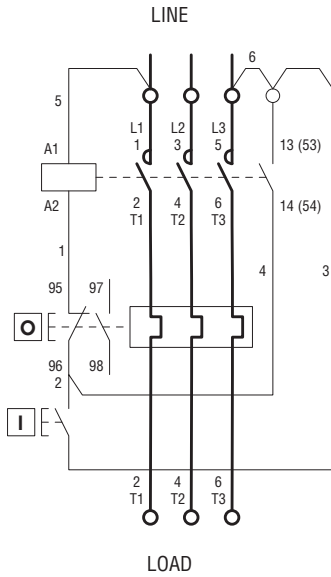 LINE
6
5
L1 L2 L3
1 3 5 13 (53)
A1
A2
2 4 6 14 (54)
T1 T2 T3
1 4 3
95 97
O
96 98
2
I
2 4 6
T1 T2 T3
LOAD